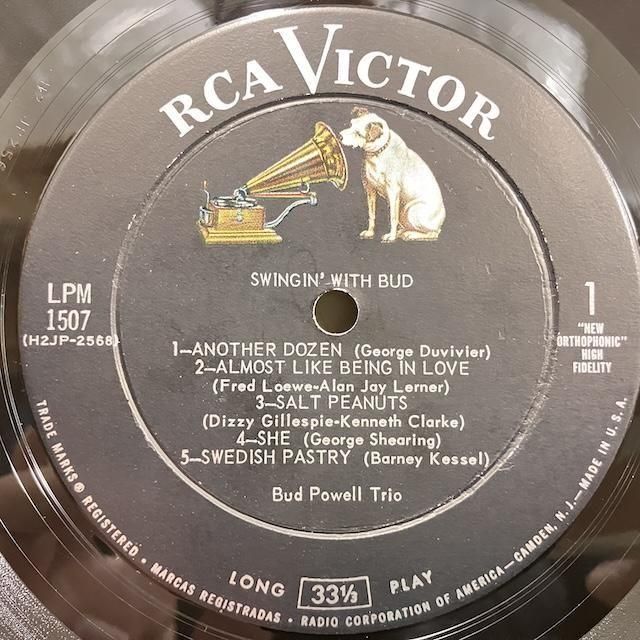 RCA VICTOR
SWINGIN' WITH BUD
LPM
1507
(H2JP-2568)
1
"NEW
ORTHOPHONIC"
HIGH
FIDELITY
1—ANOTHER DOZEN (George Duvivier)
2—ALMOST LIKE BEING IN LOVE
(Fred Loewe-Alan Jay Lerner)
3—SALT PEANUTS
(Dizzy Gillespie-Kenneth Clarke)
4—SHE (George Shearing)
5—SWEDISH PASTRY (Barney Kessel)
Bud Powell Trio
LONG 33⅓ PLAY
TRADE MARKS ® REGISTERED • MARCAS REGISTRADAS • RADIO CORPORATION OF AMERICA—CAMDEN, N. J.—MADE IN U.S.A.